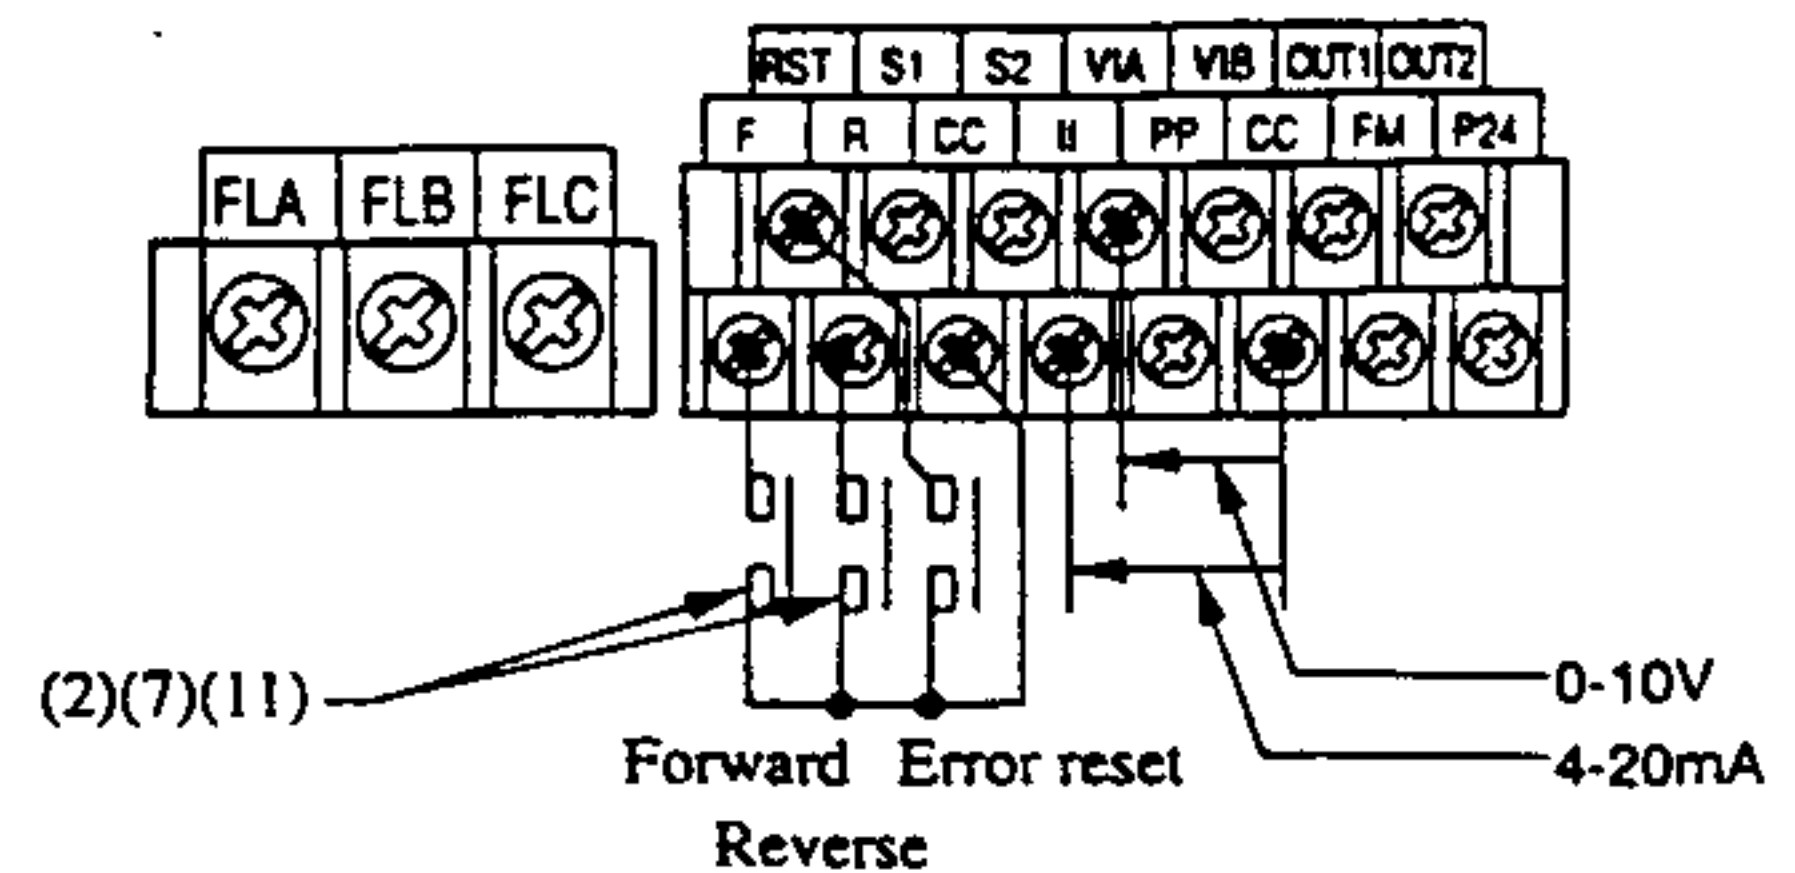 RST S1 S2 VIA VIB OUT1 OUT2
F R CC II PP CC FM P24
FLA FLB FLC
(2)(7)(11)
0-10V
4-20mA
Forward Error reset
Reverse